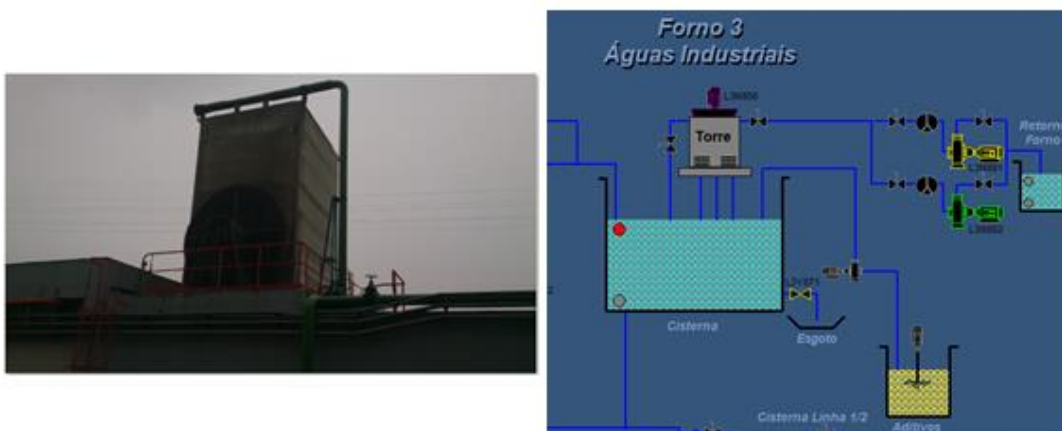 Forno 3
Águas Industriais
Torre
Retorno
Forno
Cisterna
Esgoto
Cisterna Linha 1/2
Aditivos